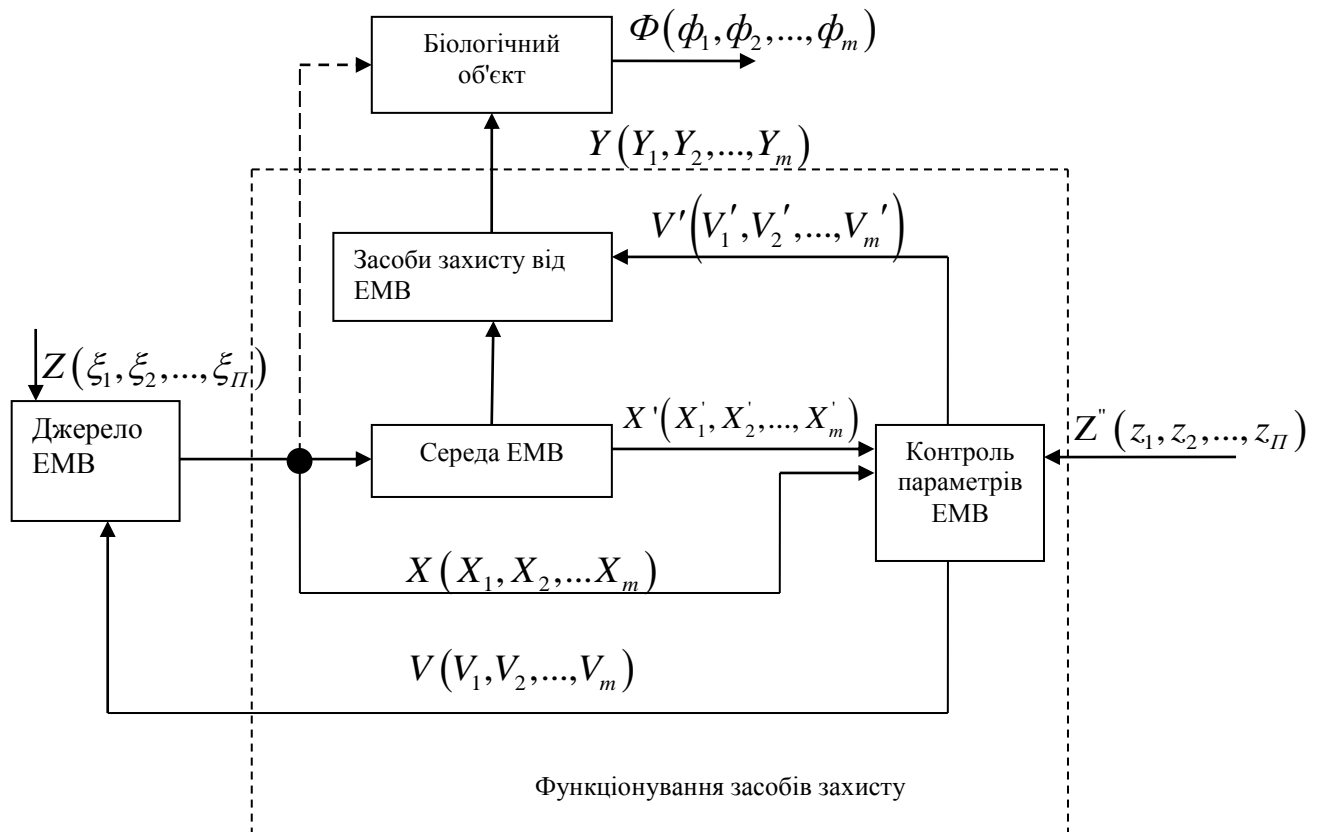 Біологічний
об'єкт
Φ(ϕ₁,ϕ₂,...,ϕₘ)
Y(Y₁,Y₂,...,Yₘ)
V′(V₁′,V₂′,...,Vₘ′)
Засоби захисту від
ЕМВ
Z(ξ₁,ξ₂,...,ξ_П)
Джерело
ЕМВ
Середа ЕМВ
X'(X₁',X₂',...,Xₘ')
Контроль
параметрів
ЕМВ
Z"(z₁,z₂,...,z_П)
X(X₁,X₂,...Xₘ)
V(V₁,V₂,...,Vₘ)
Функціонування засобів захисту